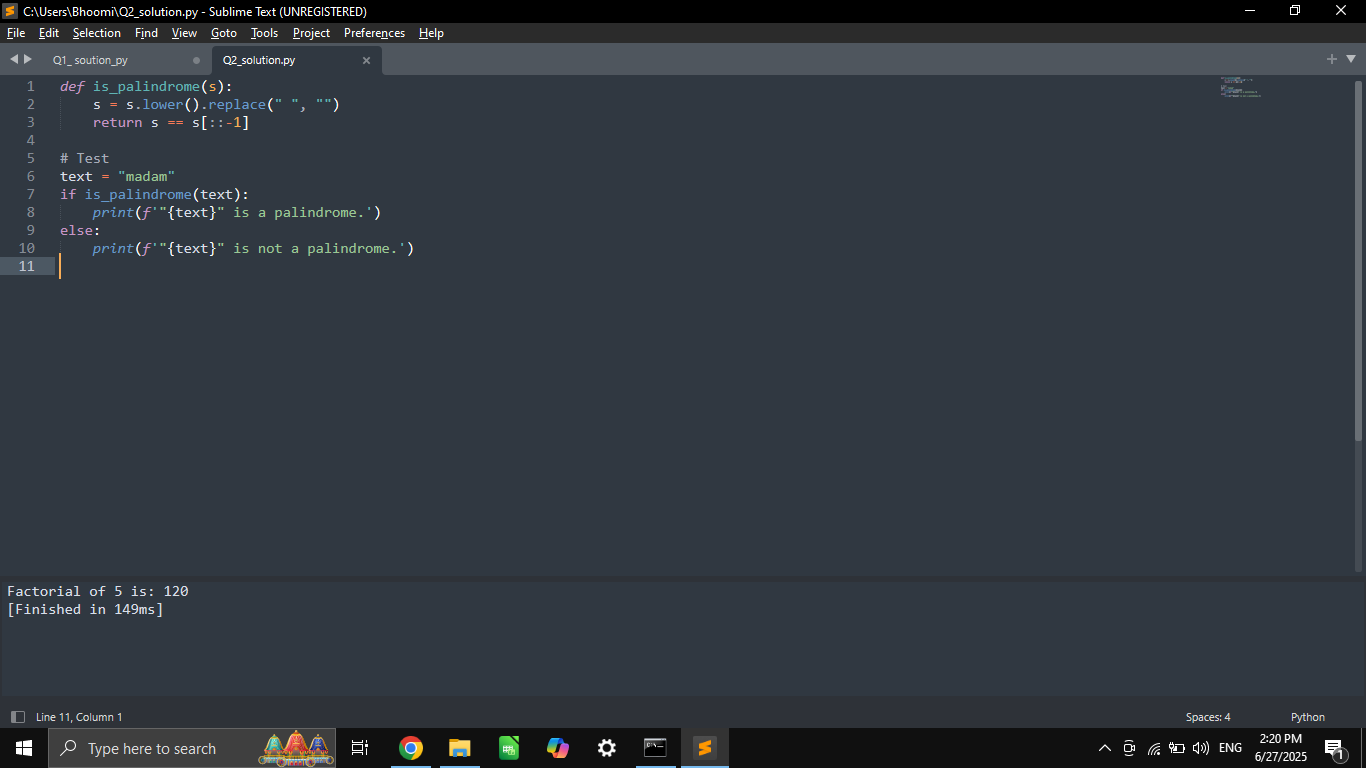 C:\Users\Bhoomi\Q2_solution.py - Sublime Text (UNREGISTERED)
File Edit Selection Find View Goto Tools Project Preferences Help
Q1_ soution_py Q2_solution.py
1 def is_palindrome(s):
2     s = s.lower().replace(" ", "")
3     return s == s[::-1]
4
5 # Test
6 text = "madam"
7 if is_palindrome(text):
8     print(f'"{text}" is a palindrome.')
9 else:
10     print(f'"{text}" is not a palindrome.')
11
Factorial of 5 is: 120
[Finished in 149ms]
Line 11, Column 1 Spaces: 4 Python
Type here to search ENG 2:20 PM
6/27/2025 1